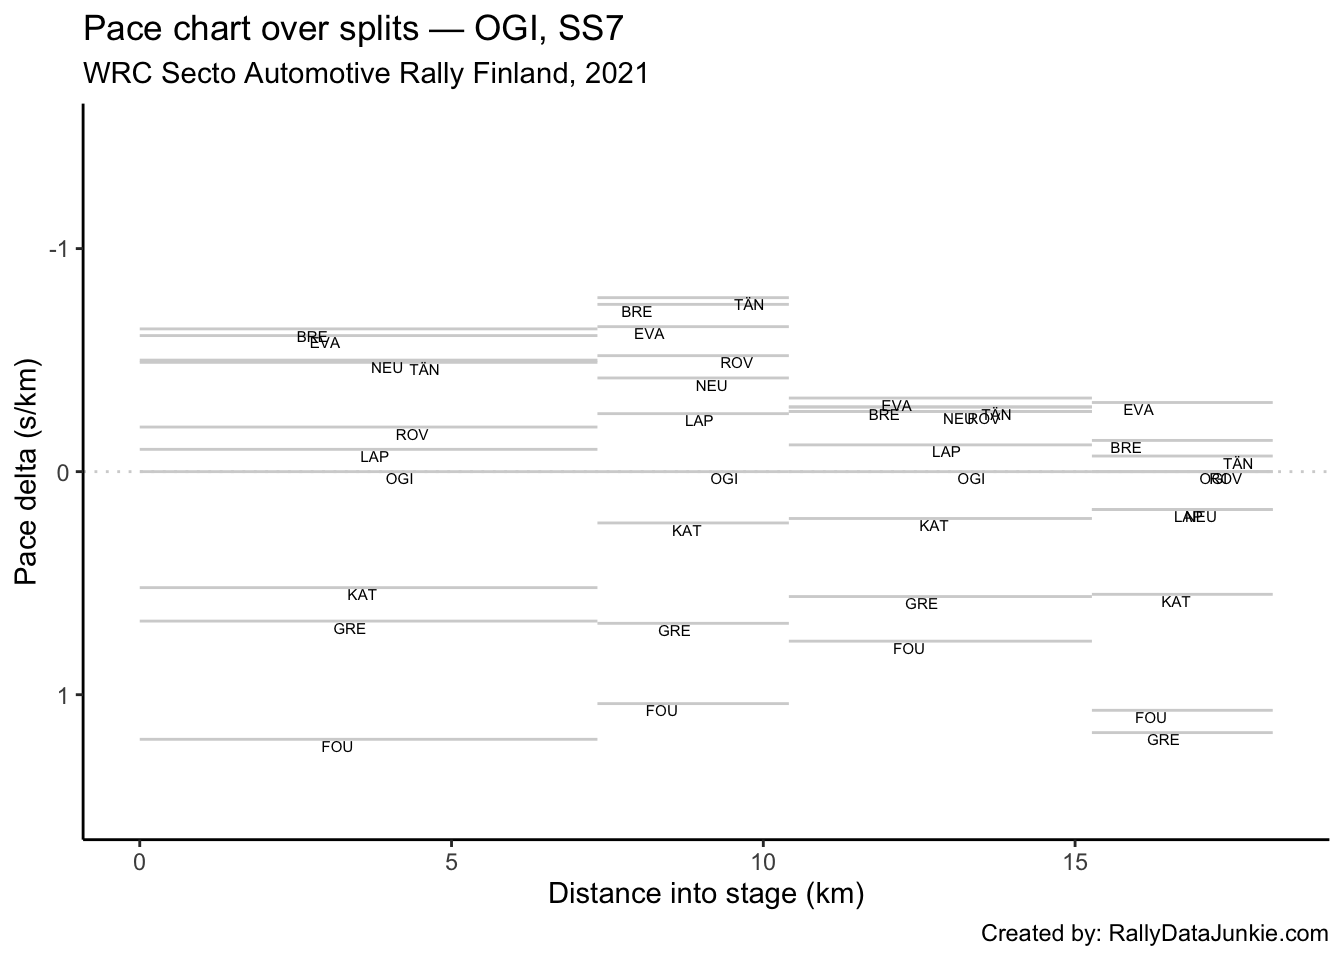 Pace chart over splits — OGI, SS7
WRC Secto Automotive Rally Finland, 2021
Pace delta (s/km)
-1
0
1
BRE
EVA
NEU TÄN
ROV
LAP
OGI
KAT
GRE
FOU
TÄN
BRE
EVA
ROV
NEU
LAP
OGI
KAT
GRE
FOU
EVA
BRE
TÄN
NEU
ROV
LAP
OGI
KAT
GRE
FOU
EVA
BRE
TÄN
OGI
ROV
LAP
NEU
KAT
FOU
GRE
0 5 10 15
Distance into stage (km)
Created by: RallyDataJunkie.com